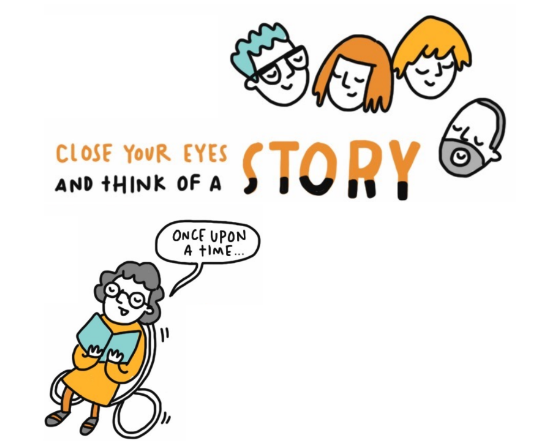 CLOSE YOUR EYES
AND tHINK OF A STORY
ONCE UPON
A tIME...